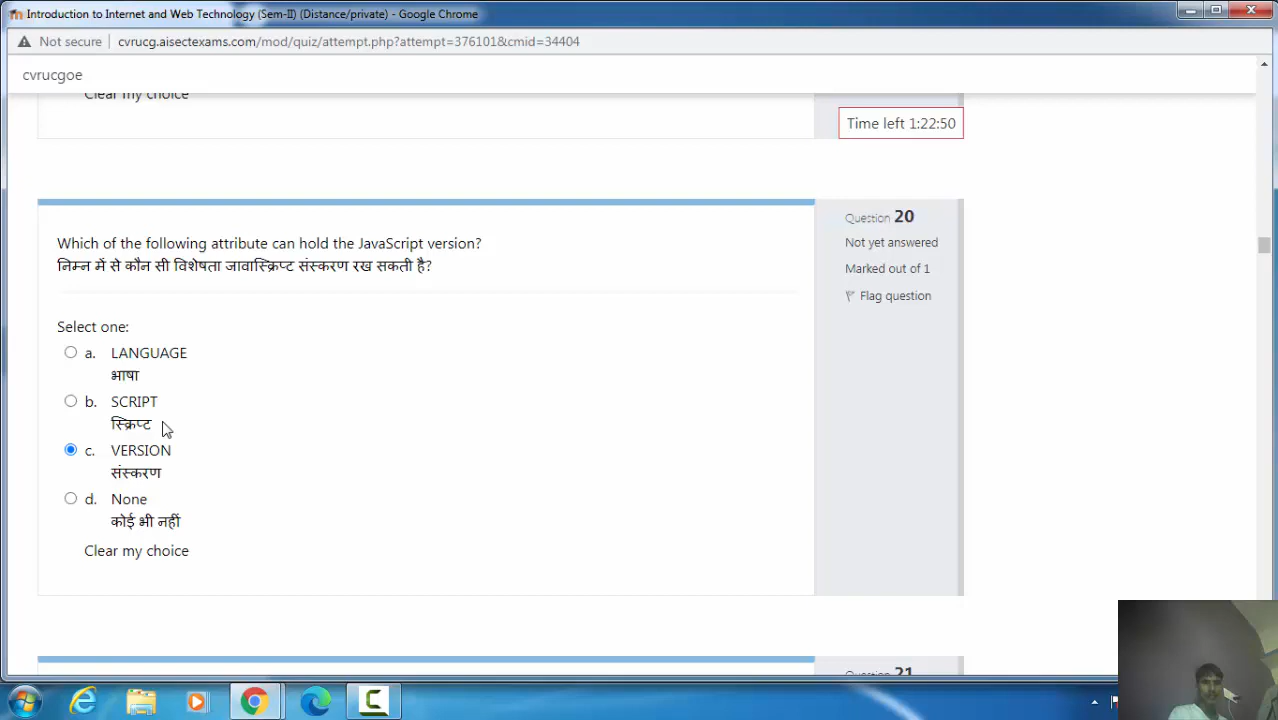 Introduction to Internet and Web Technology (Sem-II) (Distance/private) - Google Chrome
Not secure cvrucg.aisectexams.com/mod/quiz/attempt.php?attempt=376101&cmid=34404
cvrucgoe
Clear my choice
Time left 1:22:50
Which of the following attribute can hold the JavaScript version?
निम्न में से कौन सी विशेषता जावास्क्रिप्ट संस्करण रख सकती है?
Select one:
a. LANGUAGE
भाषा
b. SCRIPT
स्क्रिप्ट
c. VERSION
संस्करण
d. None
कोई भी नहीं
Clear my choice
Question 20
Not yet answered
Marked out of 1
Flag question
Question 21